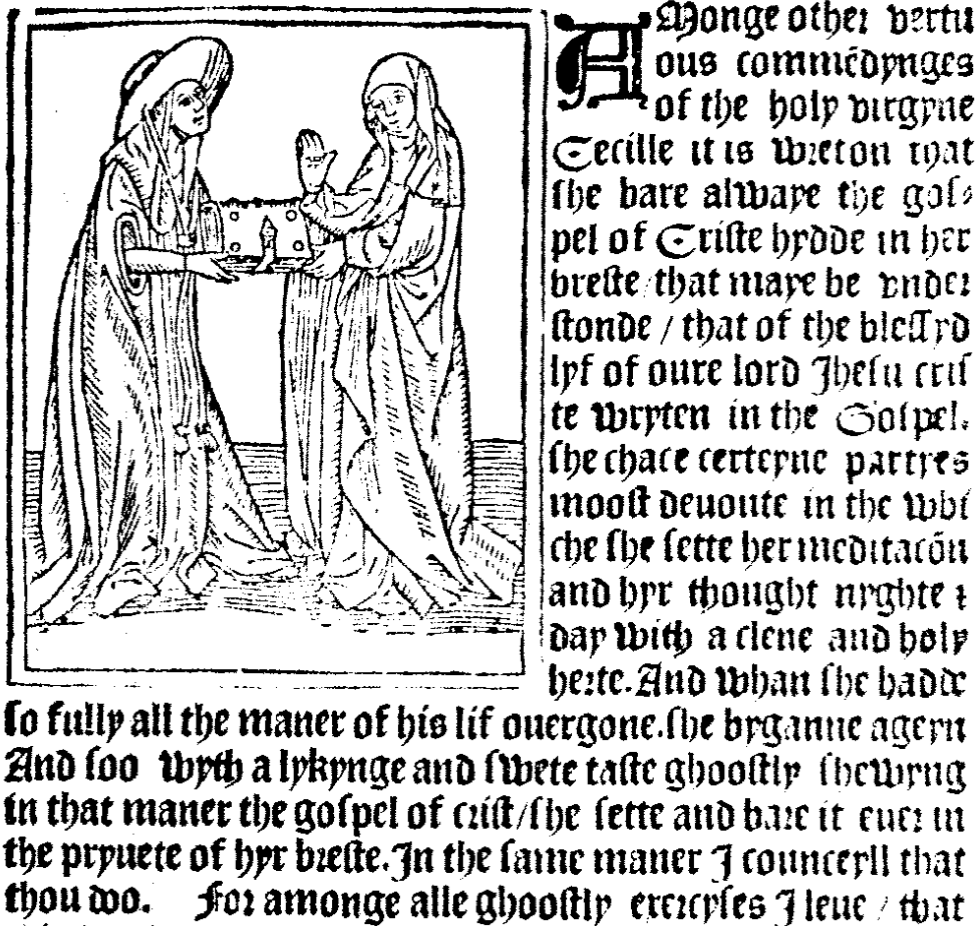 AMonge other vertu
ous commēdynges
of the holy virgyne
Cecille it is wreton that
she bare alwaye the gos⸗
pel of Criste hydde in her
breste/that maye be vnder
stonde / that of the blessyd
lyf of oure lord Jhesu cris
te wryten in the Gospel.
she chace certeyne partyes
moost deuoute in the whi
che she sette her meditacōn
and hyr thought nyghte ⁊
day with a clene and holy
herte. And whan she hadde
so fully all the maner of his lif ouergone. she byganne ageyn
And soo wyth a lykynge and swete taste ghoostly shewyng
in that maner the gospel of crist/she sette and bare it euer in
the pryuete of hyr breste. In the same maner I counceyll that
thou doo. For amonge alle ghoostly exercyses I leue / that